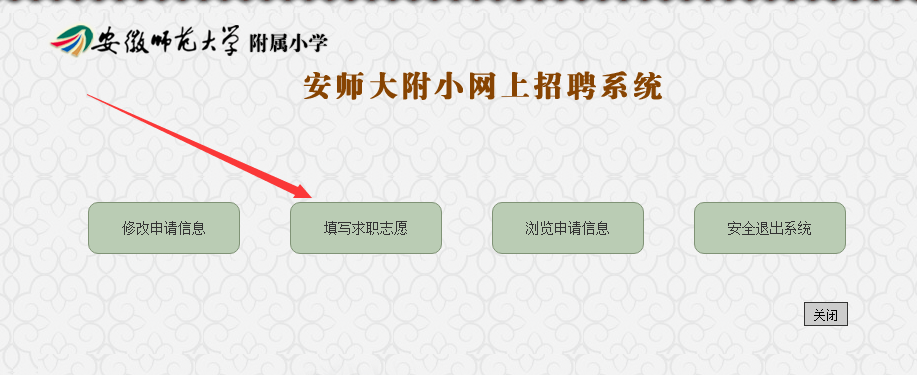 安徽师范大学 附属小学
安师大附小网上招聘系统
修改申请信息
填写求职志愿
浏览申请信息
安全退出系统
关闭